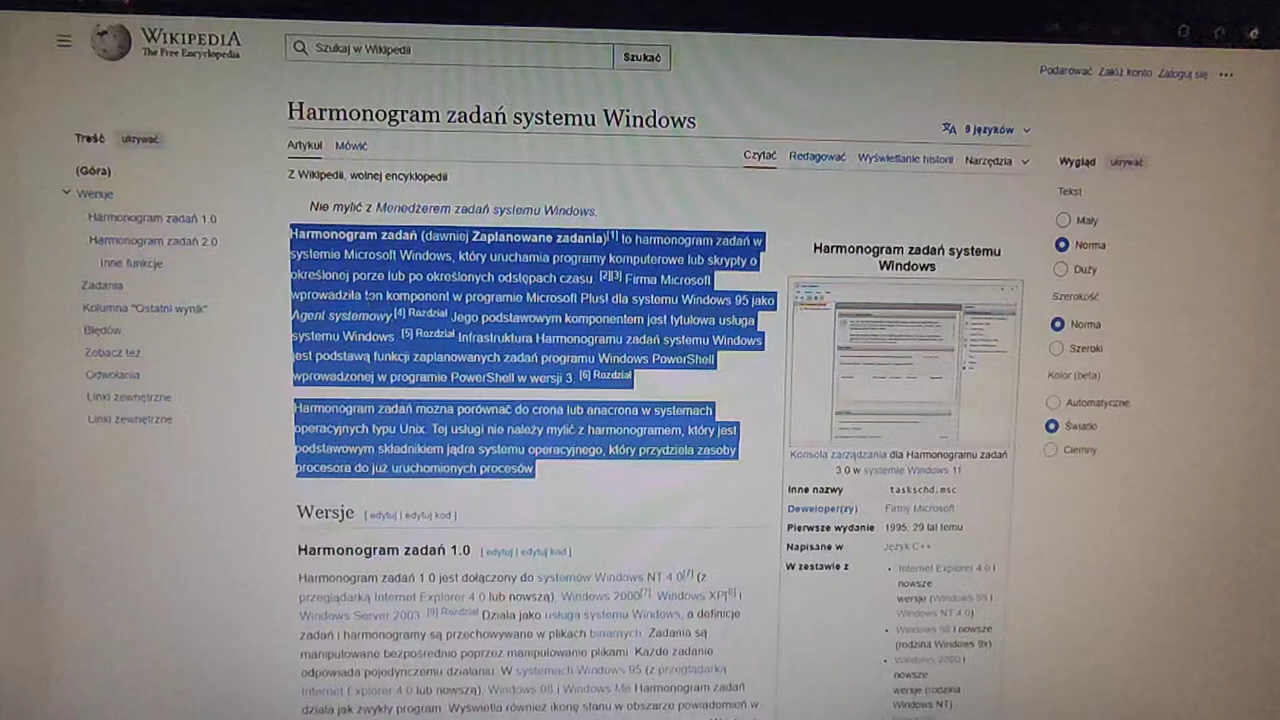 WIKIPEDIA
The Free Encyclopedia
Szukaj w Wikipedii
Szukać
Podarować Załóż konto Zaloguj się
Treść ukrywać
(Góra)
Wersje
Harmonogram zadań 1.0
Harmonogram zadań 2.0
Inne funkcje
Zadania
Kolumna "Ostatni wynik"
Błędów
Zobacz też
Odwołania
Linki zewnętrzne
Linki zewnętrzne
Harmonogram zadań systemu Windows
9 języków
Artykuł Mówić
Czytać Redagować Wyświetlanie historii Narzędzia
Z Wikipedii, wolnej encyklopedii
Nie mylić z Menedżerem zadań systemu Windows.
Harmonogram zadań (dawniej Zaplanowane zadania)[1] to harmonogram zadań w
systemie Microsoft Windows, który uruchamia programy komputerowe lub skrypty o
określonej porze lub po określonych odstępach czasu. [2][3] Firma Microsoft
wprowadziła ten komponent w programie Microsoft Plus! dla systemu Windows 95 jako
Agent systemowy.[4] Rozdział Jego podstawowym komponentem jest tytułowa usługa
systemu Windows. [5] Rozdział Infrastruktura Harmonogramu zadań systemu Windows
jest podstawą funkcji zaplanowanych zadań programu Windows PowerShell
wprowadzonej w programie PowerShell w wersji 3. [6] Rozdział
Harmonogram zadań można porównać do crona lub anacrona w systemach
operacyjnych typu Unix. Tej usługi nie należy mylić z harmonogramem, który jest
podstawowym składnikiem jądra systemu operacyjnego, który przydziela zasoby
procesora do już uruchomionych procesów.
Wersje [ edytuj | edytuj kod ]
Harmonogram zadań 1.0 [ edytuj | edytuj kod ]
Harmonogram zadań 1.0 jest dołączony do systemów Windows NT 4.0[7] (z
przeglądarką Internet Explorer 4.0 lub nowszą), Windows 2000[7], Windows XP[8] i
Windows Server 2003. [9] Rozdział Działa jako usługa systemu Windows, a definicje
zadań i harmonogramy są przechowywane w plikach binarnych. Zadania są
manipulowane bezpośrednio poprzez manipulowanie plikami. Każde zadanie
odpowiada pojedynczemu działaniu. W systemach Windows 95 (z przeglądarką
Internet Explorer 4.0 lub nowszą), Windows 98 i Windows Me Harmonogram zadań
działa jak zwykły program. Wyświetla również ikonę stanu w obszarze powiadomień w
Harmonogram zadań systemu
Windows
Konsola zarządzania dla Harmonogramu zadań
3.0 w systemie Windows 11
Inne nazwy taskschd.msc
Deweloper(zy) Firmy Microsoft
Pierwsze wydanie 1995; 29 lat temu
Napisane w Język C++
W zestawie z
Internet Explorer 4.0 i
nowsze
wersje (Windows 95 i
Windows NT 4.0)
Windows 98 i nowsze
(rodzina Windows 9x)
Windows 2000 i
nowsze
wersje (rodzina
Windows NT)
Wygląd ukrywać
Tekst
Mały
Norma
Duży
Szerokość
Norma
Szeroki
Kolor (beta)
Automatyczne
Światło
Ciemny